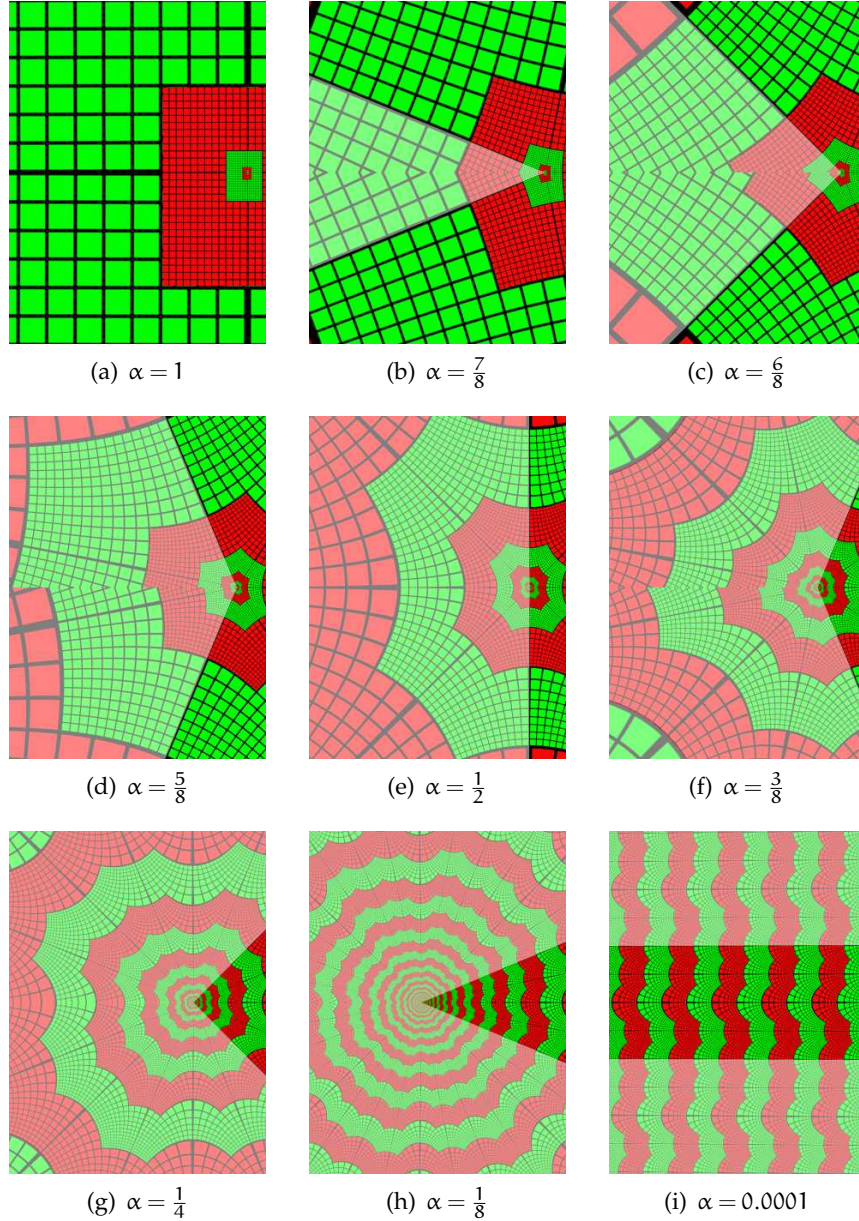 (a) α = 1
(b) α = 7/8
(c) α = 6/8
(d) α = 5/8
(e) α = 1/2
(f) α = 3/8
(g) α = 1/4
(h) α = 1/8
(i) α = 0.0001